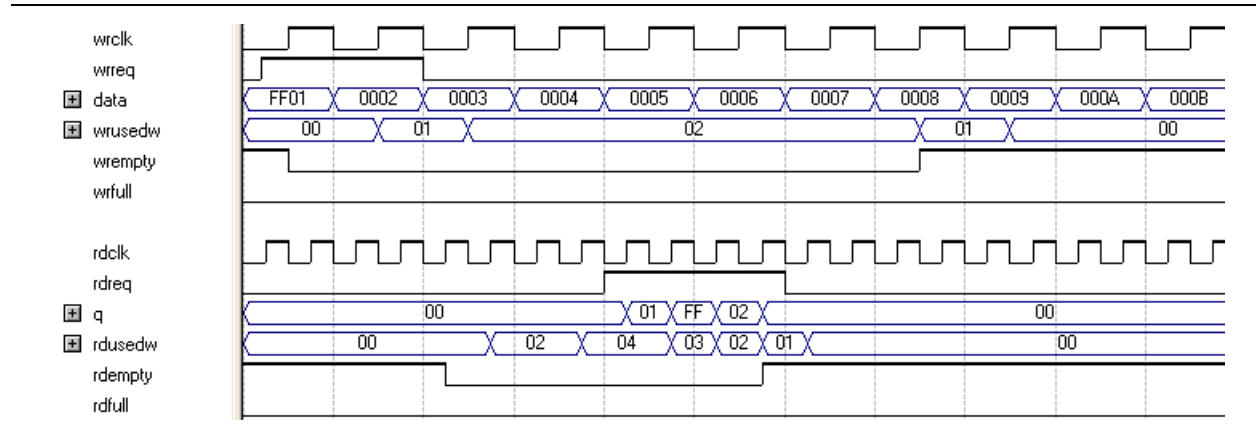 wrclk
wrreq
data FF01 0002 0003 0004 0005 0006 0007 0008 0009 000A 000B
wrusedw 00 01 02 01 00
wrempty
wrfull
rdclk
rdreq
q 00 01 FF 02 00
rdusedw 00 02 04 03 02 01 00
rdempty
rdfull